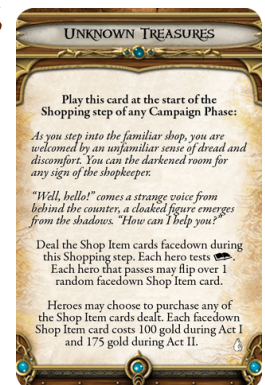 UNKNOWN TREASURES
Play this card at the start of the
Shopping step of any Campaign Phase:
As you step into the familiar shop, you are
welcomed by an unfamiliar sense of dread and
discomfort. You can the darkened room for
any sign of the shopkeeper.
“Well, hello!” comes a strange voice from
behind the counter, a cloaked figure emerges
from the shadows. “How can I help you?”
Deal the Shop Item cards facedown during
this Shopping step. Each hero tests .
Each hero that passes may flip over 1
random facedown Shop Item card.
Heroes may choose to purchase any of
the Shop Item cards dealt. Each facedown
Shop Item card costs 100 gold during Act I
and 175 gold during Act II.